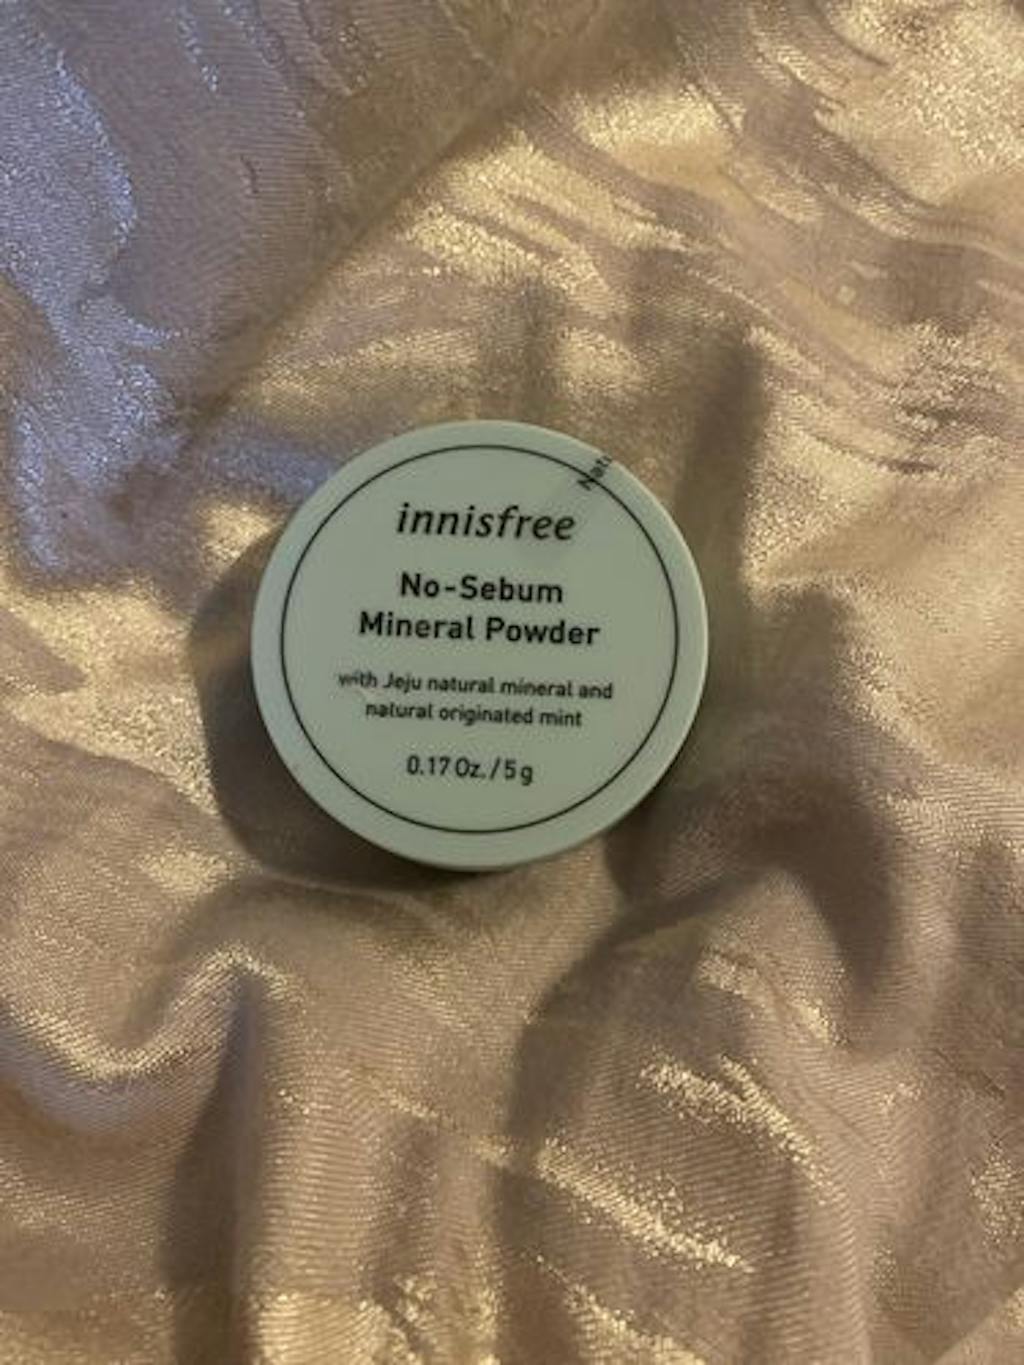 innisfree
No-Sebum
Mineral Powder
with Jeju natural mineral and
natural originated mint
0.17 Oz. / 5 g